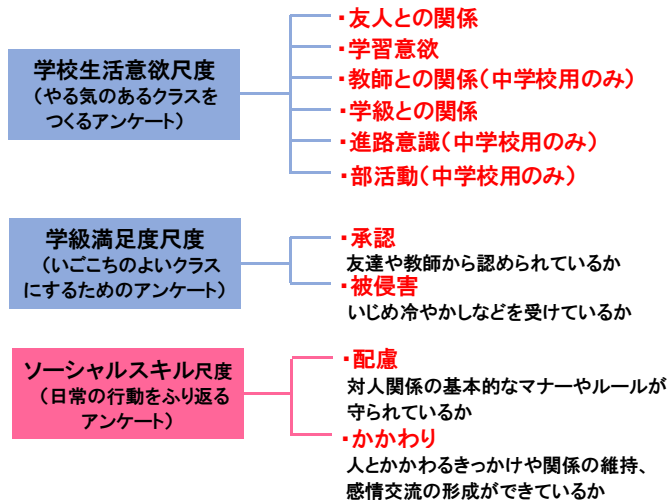 学校生活意欲尺度
（やる気のあるクラスを
つくるアンケート）
・友人との関係
・学習意欲
・教師との関係（中学校用のみ）
・学級との関係
・進路意識（中学校用のみ）
・部活動（中学校用のみ）
学級満足度尺度
（いごこちのよいクラス
にするためのアンケート）
・承認
友達や教師から認められているか
・被侵害
いじめ冷やかしなどを受けているか
ソーシャルスキル尺度
（日常の行動をふり返る
アンケート）
・配慮
対人関係の基本的なマナーやルールが
守られているか
・かかわり
人とかかわるきっかけや関係の維持、
感情交流の形成ができているか